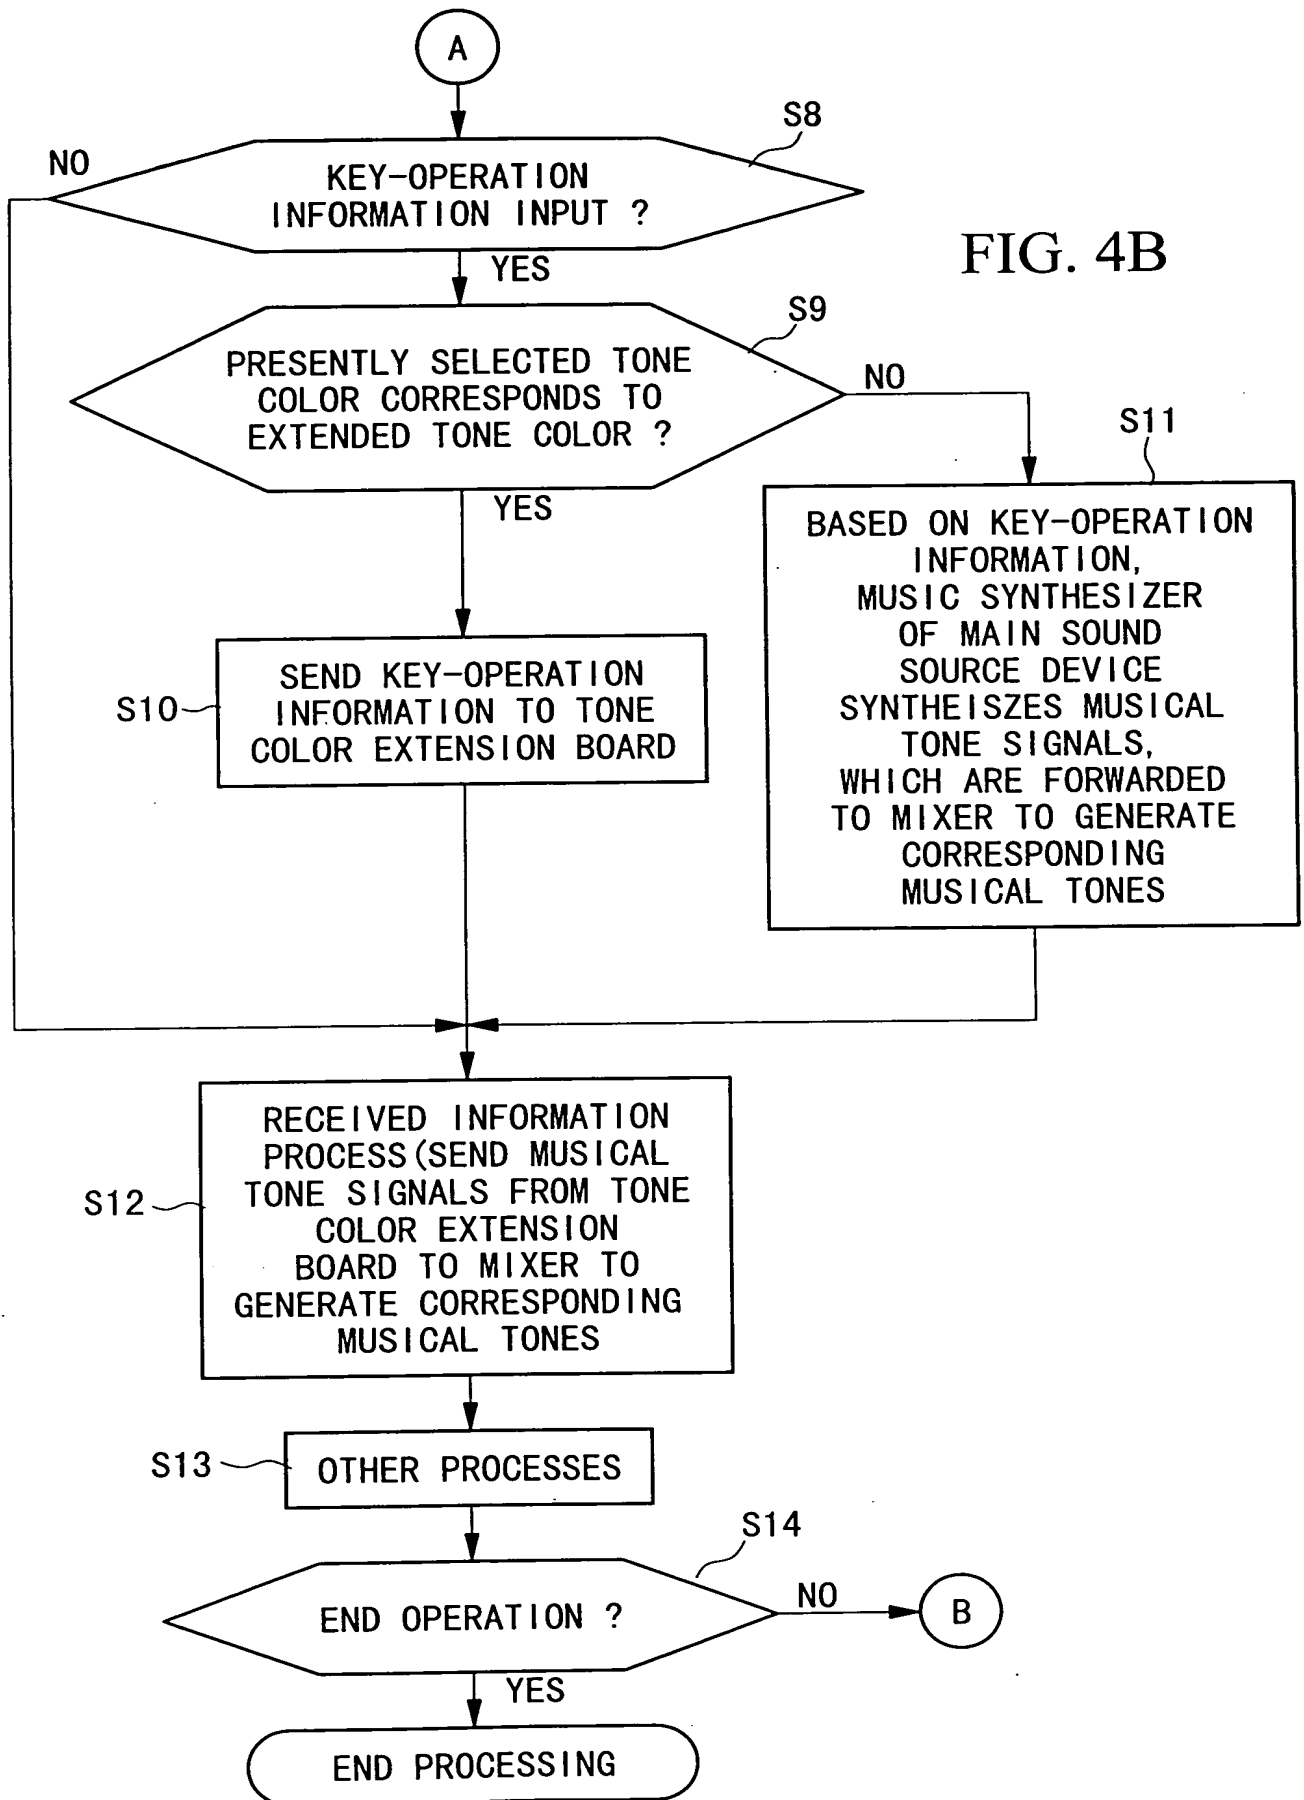 A
S8
NO
KEY-OPERATION
INFORMATION INPUT ?
FIG. 4B
YES
S9
PRESENTLY SELECTED TONE
COLOR CORRESPONDS TO
EXTENDED TONE COLOR ?
NO
S11
YES
BASED ON KEY-OPERATION
INFORMATION,
MUSIC SYNTHESIZER
OF MAIN SOUND
SOURCE DEVICE
SYNTHEISZES MUSICAL
TONE SIGNALS,
WHICH ARE FORWARDED
TO MIXER TO GENERATE
CORRESPONDING
MUSICAL TONES
S10
SEND KEY-OPERATION
INFORMATION TO TONE
COLOR EXTENSION BOARD
S12
RECEIVED INFORMATION
PROCESS(SEND MUSICAL
TONE SIGNALS FROM TONE
COLOR EXTENSION
BOARD TO MIXER TO
GENERATE CORRESPONDING
MUSICAL TONES
S13
OTHER PROCESSES
S14
END OPERATION ?
NO
B
YES
END PROCESSING